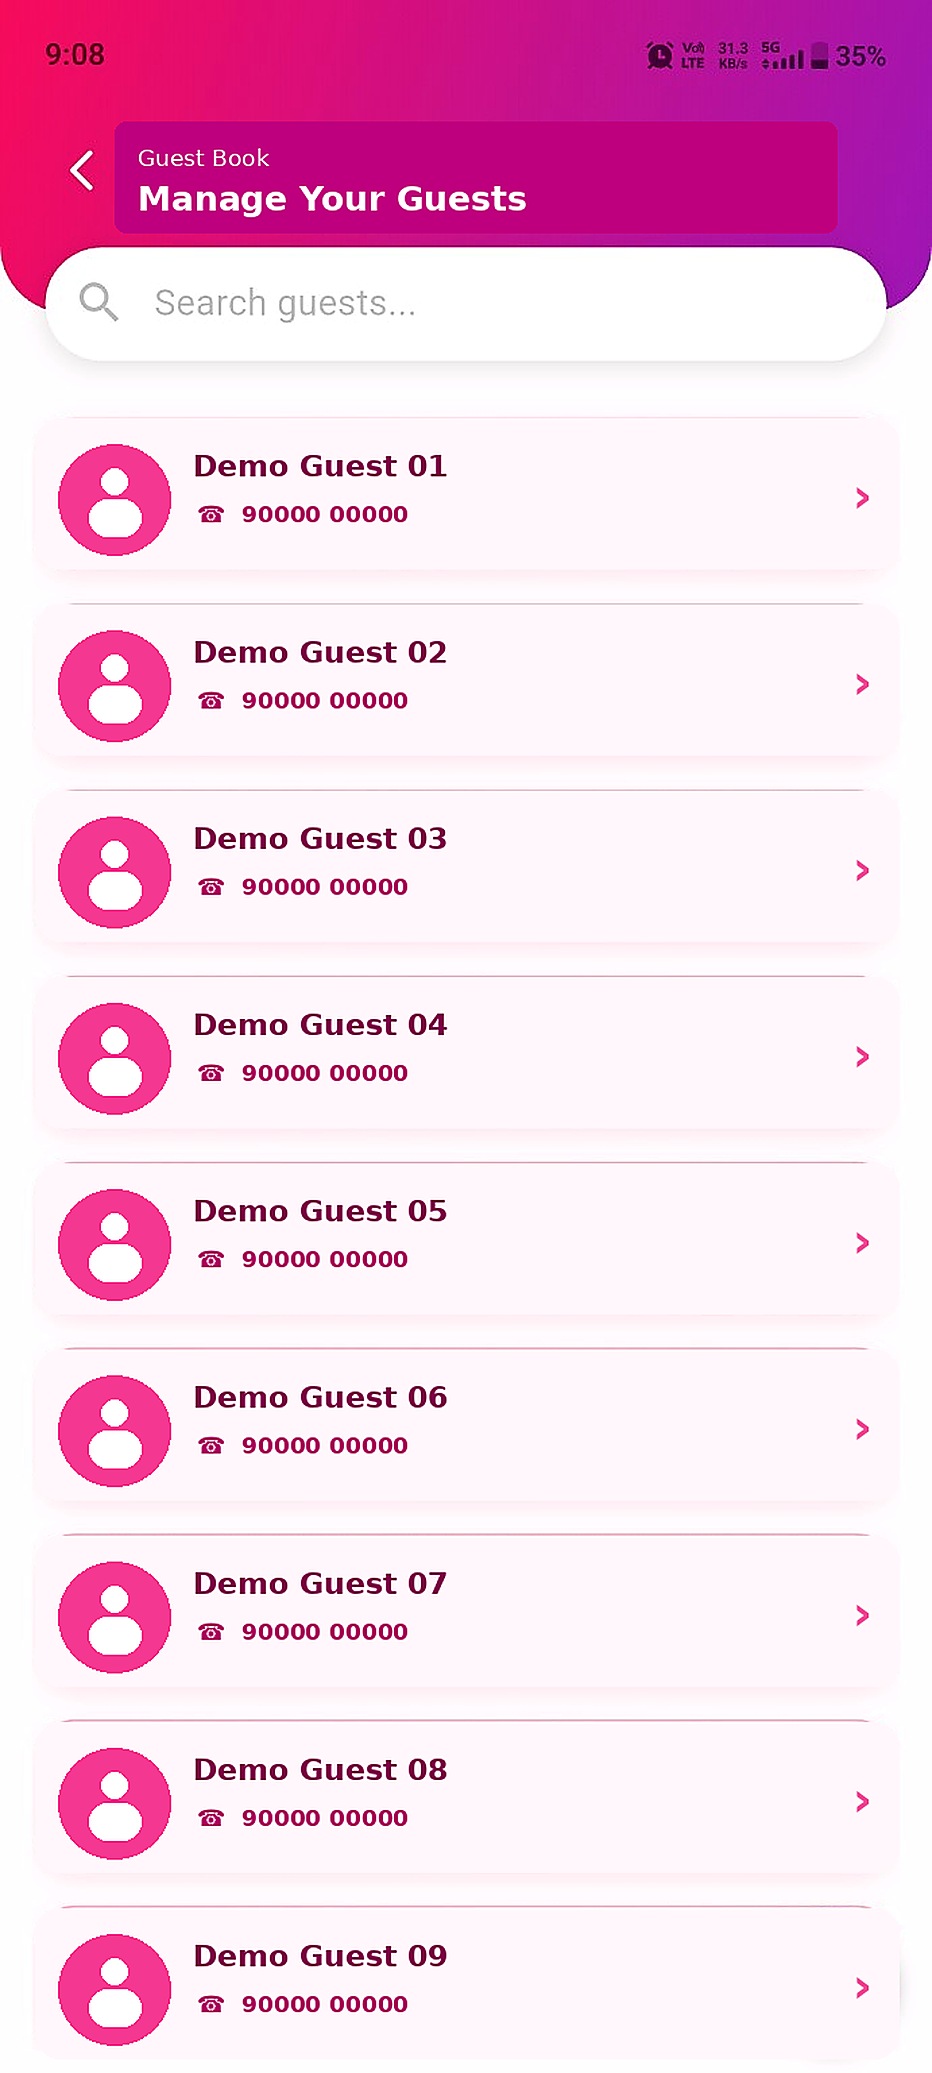 9:08
Vo)) 31.3 5G
LTE KB/s 35%
Guest Book
Manage Your Guests
Search guests...
Demo Guest 01
☎ 90000 00000
Demo Guest 02
☎ 90000 00000
Demo Guest 03
☎ 90000 00000
Demo Guest 04
☎ 90000 00000
Demo Guest 05
☎ 90000 00000
Demo Guest 06
☎ 90000 00000
Demo Guest 07
☎ 90000 00000
Demo Guest 08
☎ 90000 00000
Demo Guest 09
☎ 90000 00000